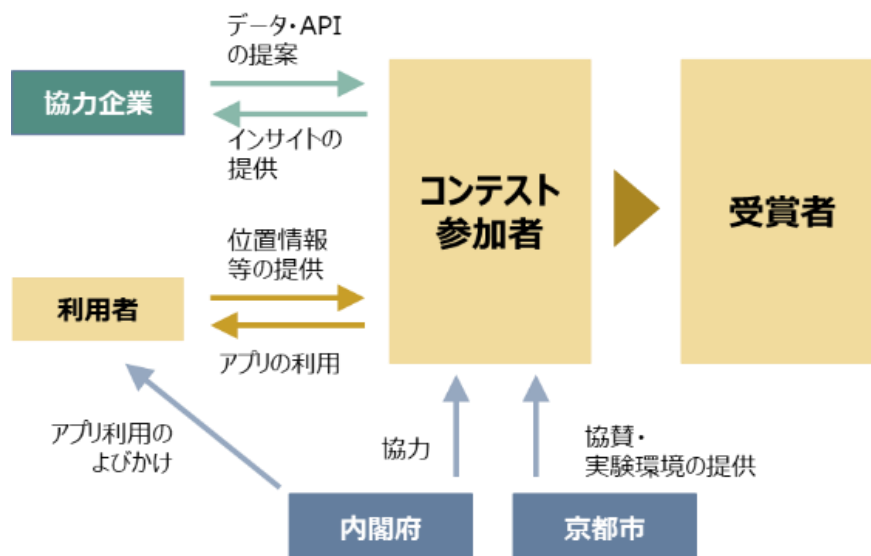 データ・API
の提案
協力企業
インサイトの
提供
コンテスト
参加者
受賞者
位置情報
等の提供
利用者
アプリの利用
アプリ利用の
よびかけ
協力
協賛・
実験環境の提供
内閣府
京都市